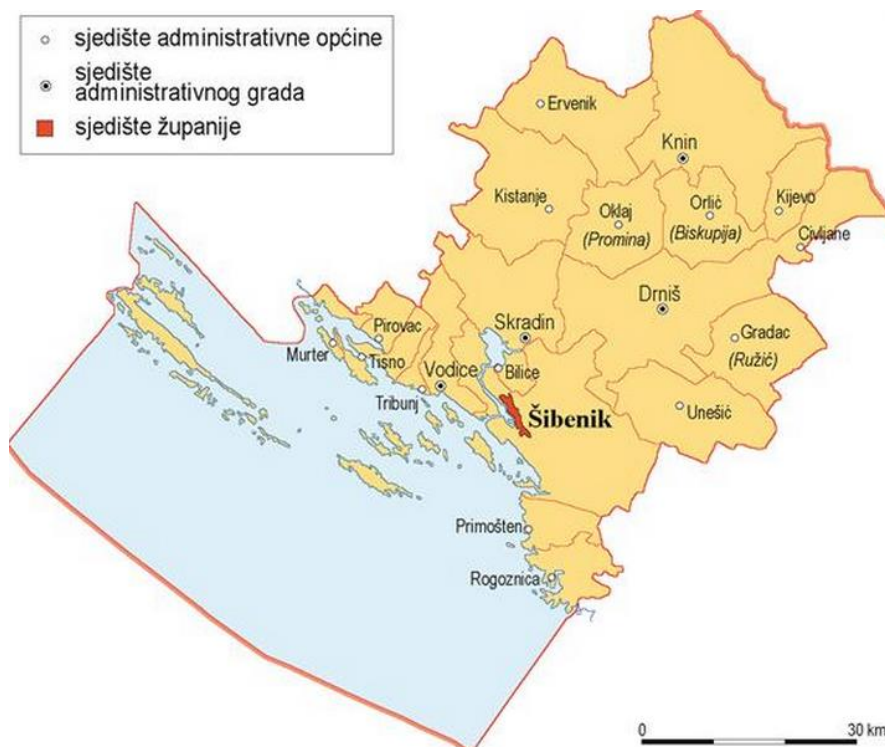 sjedište administrativne općine
sjedište
administrativnog grada
sjedište županije
Ervenik
Knin
Kistanje
Oklaj
(Promina)
Orlić
(Biskupija)
Kijevo
Civljane
Drniš
Skradin
Gradac
(Ružić)
Pirovac
Murter
Tisno
Vodice
Bilice
Tribunj
Šibenik
Unešić
Primošten
Rogoznica
0 30 km